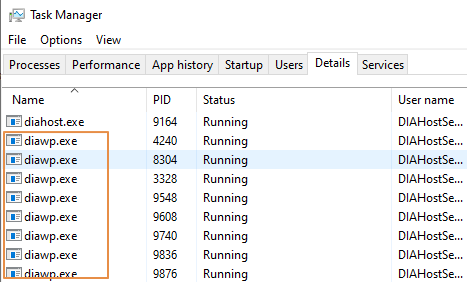 Task Manager
File Options View
Processes Performance App history Startup Users Details Services
Name PID Status User name
diahost.exe 9164 Running DIAHostSe...
diawp.exe 4240 Running DIAHostSe...
diawp.exe 8304 Running DIAHostSe...
diawp.exe 3328 Running DIAHostSe...
diawp.exe 9548 Running DIAHostSe...
diawp.exe 9608 Running DIAHostSe...
diawp.exe 9740 Running DIAHostSe...
diawp.exe 9836 Running DIAHostSe...
diawp.exe 9876 Running DIAHostSe...